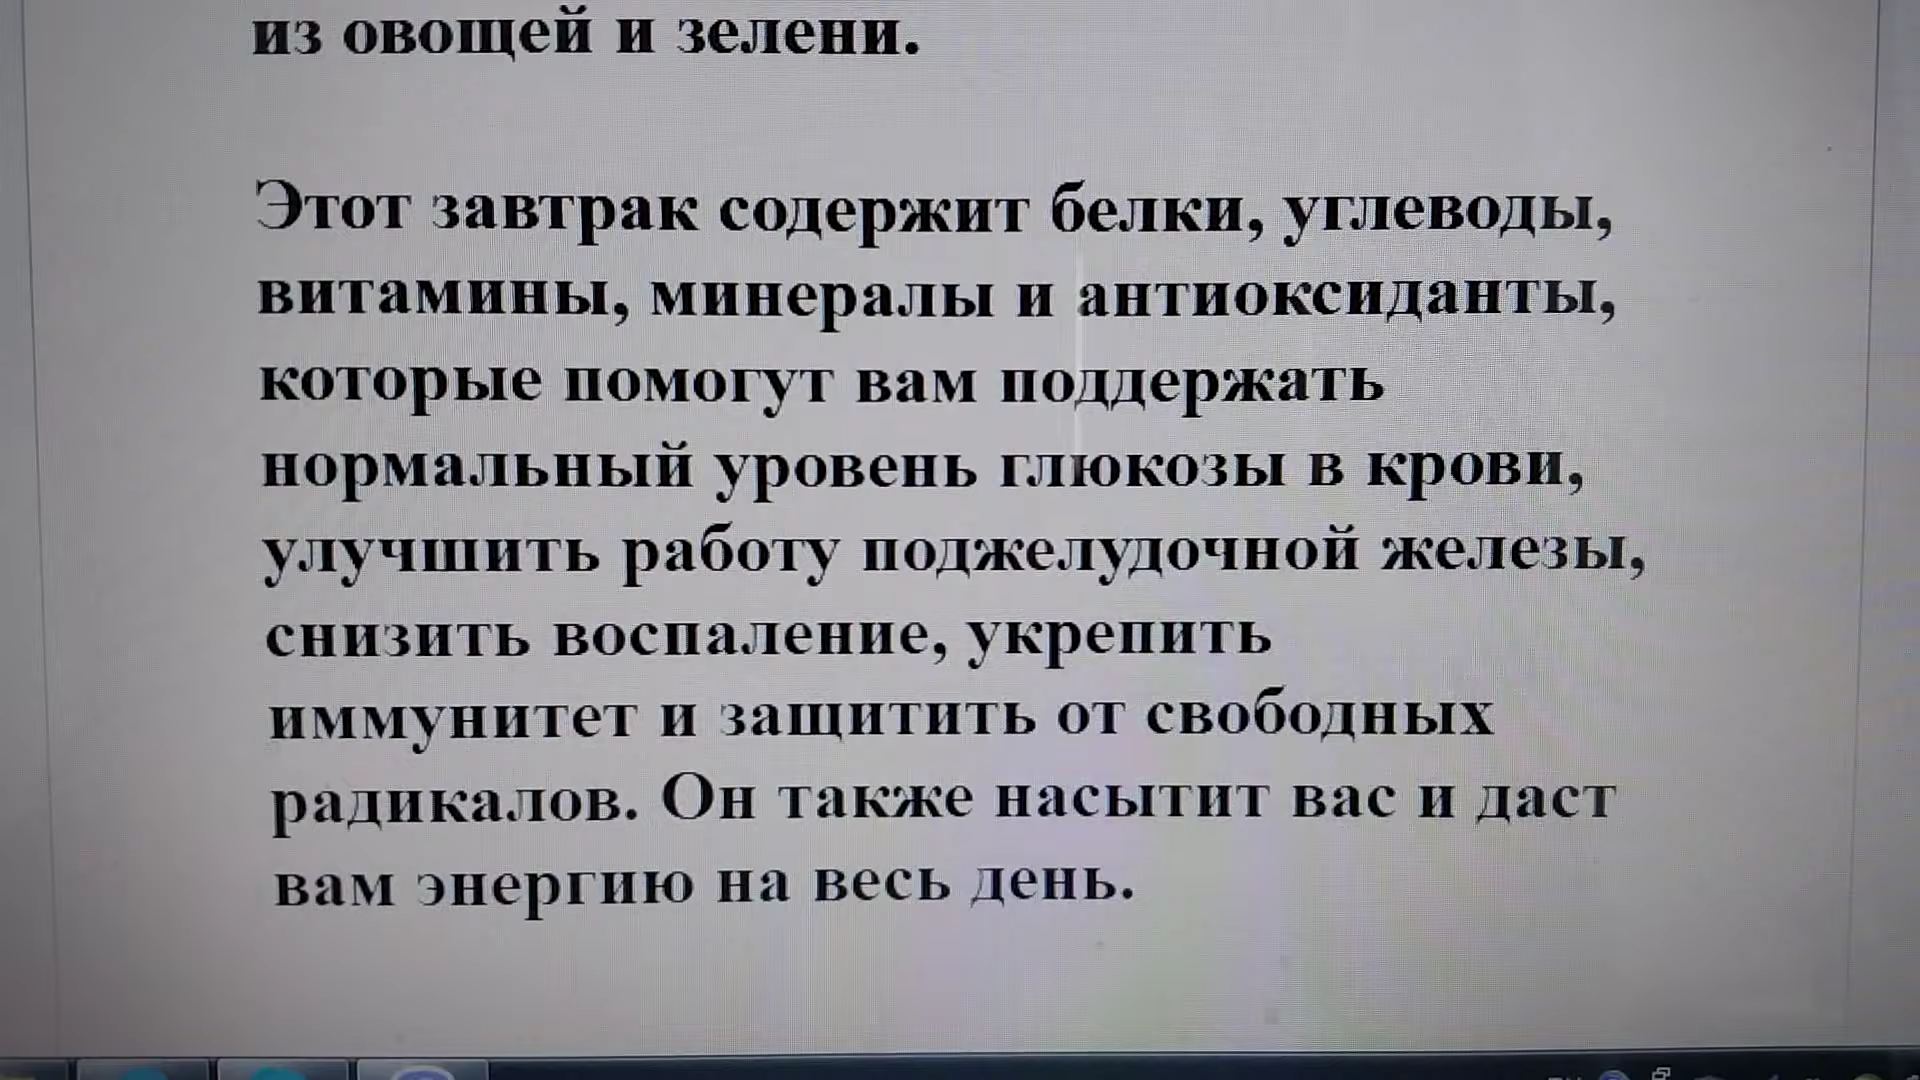 из овощей и зелени.
Этот завтрак содержит белки, углеводы,
витамины, минералы и антиоксиданты,
которые помогут вам поддержать
нормальный уровень глюкозы в крови,
улучшить работу поджелудочной железы,
снизить воспаление, укрепить
иммунитет и защитить от свободных
радикалов. Он также насытит вас и даст
вам энергию на весь день.